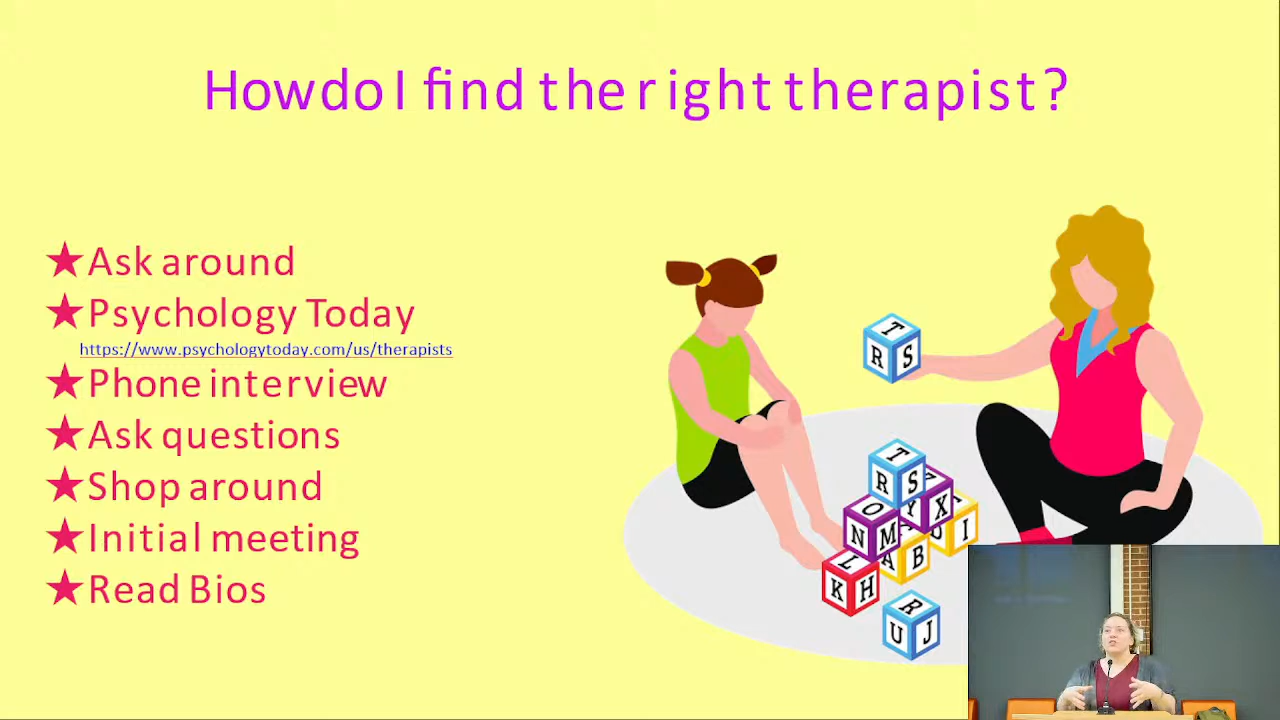 How do I find the right therapist?
★Ask around
★Psychology Today
https://www.psychologytoday.com/us/therapists
★Phone interview
★Ask questions
★Shop around
★Initial meeting
★Read Bios
T
R S
T
R S
O Y X
N M D I
A B
L
K H
R
U J